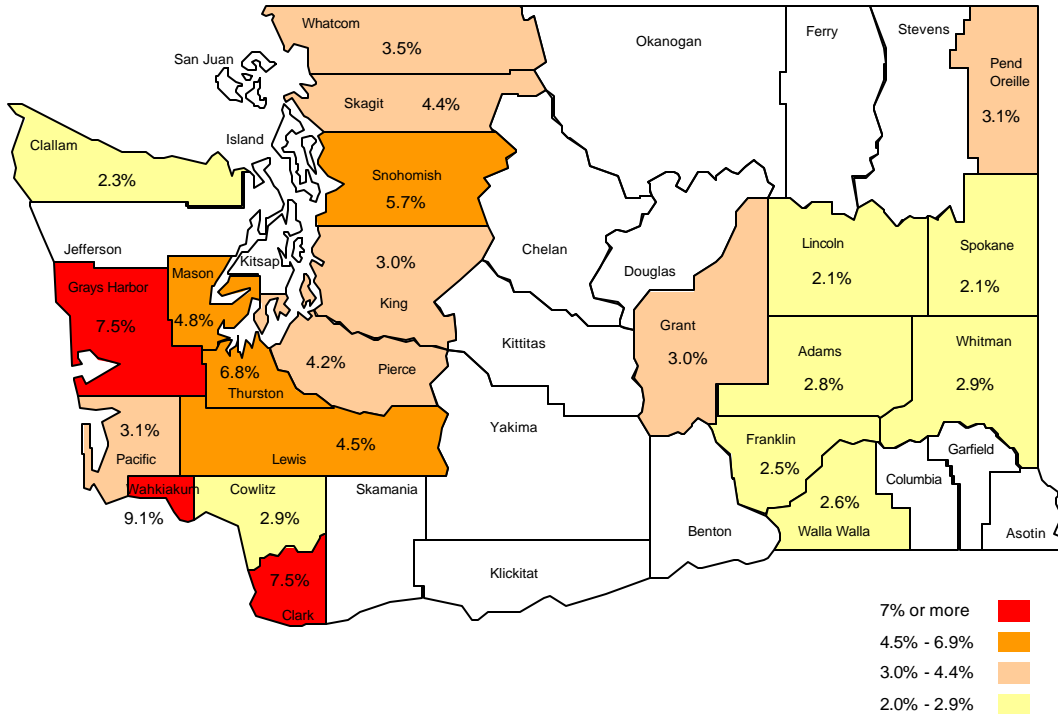 Whatcom
3.5%
San Juan
Skagit 4.4%
Okanogan
Ferry
Stevens
Pend
Oreille
3.1%
Clallam
2.3%
Island
Snohomish
5.7%
Jefferson
Kitsap
3.0%
King
Chelan
Douglas
Lincoln
2.1%
Spokane
2.1%
Grays Harbor
7.5%
Mason
4.8%
Grant
3.0%
Kittitas
4.2%
Pierce
6.8%
Thurston
Adams
2.8%
Whitman
2.9%
3.1%
Pacific
4.5%
Lewis
Yakima
Franklin
2.5%
Garfield
Columbia
Wahkiakum
9.1%
Cowlitz
2.9%
Skamania
2.6%
Walla Walla
Benton
Asotin
7.5%
Clark
Klickitat
7% or more
4.5% - 6.9%
3.0% - 4.4%
2.0% - 2.9%